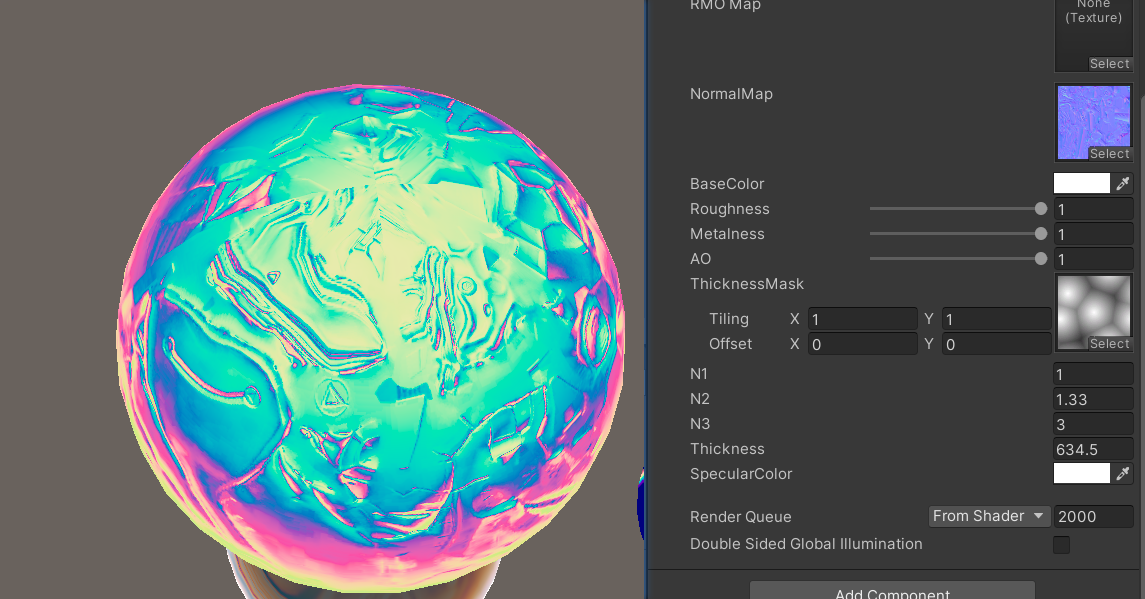 RMO Map
None
(Texture)
Select
NormalMap
Select
BaseColor
Roughness 1
Metalness 1
AO 1
ThicknessMask
Tiling X 1 Y 1
Offset X 0 Y 0
Select
N1 1
N2 1.33
N3 3
Thickness 634.5
SpecularColor
Render Queue From Shader 2000
Double Sided Global Illumination
Add Component